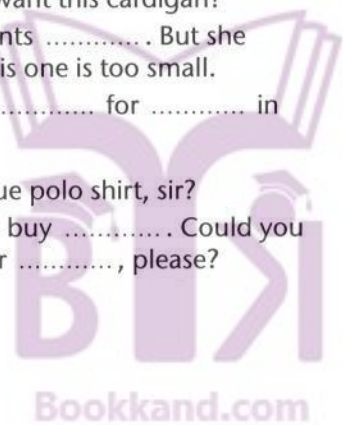 want this cardigan?
nts ............. . But she
is one is too small.
............ for ............ in
ue polo shirt, sir?
buy ............. . Could you
r ............ , please?
Bookkand.com